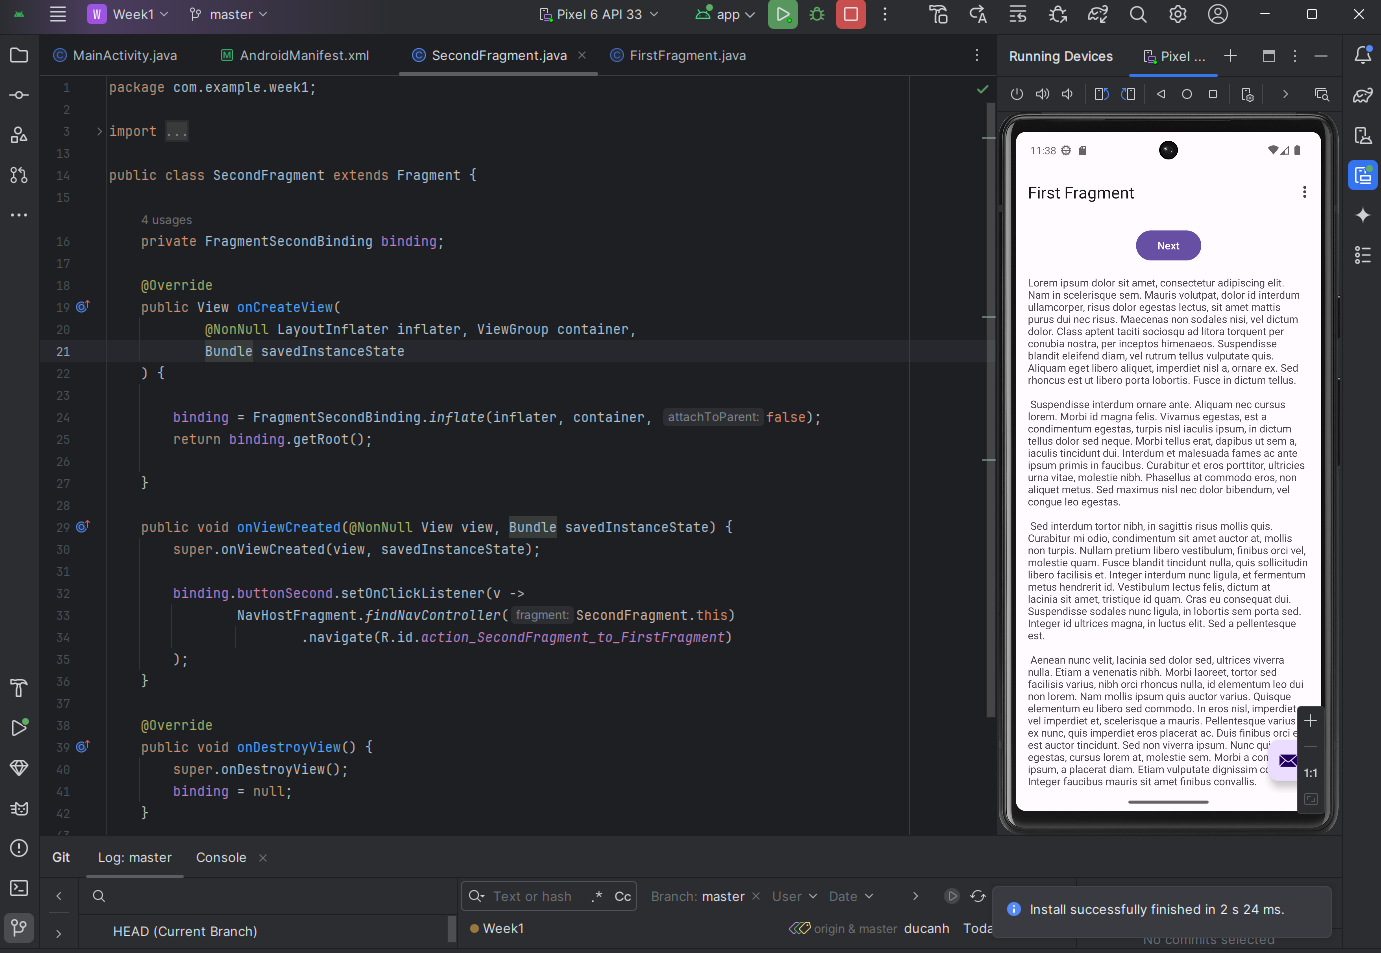 W Week1
master
Pixel 6 API 33
app
MainActivity.java
AndroidManifest.xml
SecondFragment.java
FirstFragment.java
Running Devices
Pixel ...
1 package com.example.week1;
2
3 import ...
13
14 public class SecondFragment extends Fragment {
15
4 usages
16 private FragmentSecondBinding binding;
17
18 @Override
19 public View onCreateView(
20 @NonNull LayoutInflater inflater, ViewGroup container,
21 Bundle savedInstanceState
22 ) {
23
24 binding = FragmentSecondBinding.inflate(inflater, container, attachToParent: false);
25 return binding.getRoot();
26
27 }
28
29 public void onViewCreated(@NonNull View view, Bundle savedInstanceState) {
30 super.onViewCreated(view, savedInstanceState);
31
32 binding.buttonSecond.setOnClickListener(v ->
33 NavHostFragment.findNavController( fragment: SecondFragment.this)
34 .navigate(R.id.action_SecondFragment_to_FirstFragment)
35 );
36 }
37
38 @Override
39 public void onDestroyView() {
40 super.onDestroyView();
41 binding = null;
42 }
43
11:38
First Fragment
Next
Lorem ipsum dolor sit amet, consectetur adipiscing elit.
Nam in scelerisque sem. Mauris volutpat, dolor id interdum
ullamcorper, risus dolor egestas lectus, sit amet mattis
purus dui nec risus. Maecenas non sodales nisi, vel dictum
dolor. Class aptent taciti sociosqu ad litora torquent per
conubia nostra, per inceptos himenaeos. Suspendisse
blandit eleifend diam, vel rutrum tellus vulputate quis.
Aliquam eget libero aliquet, imperdiet nisl a, ornare ex. Sed
rhoncus est ut libero porta lobortis. Fusce in dictum tellus.
Suspendisse interdum ornare ante. Aliquam nec cursus
lorem. Morbi id magna felis. Vivamus egestas, est a
condimentum egestas, turpis nisl iaculis ipsum, in dictum
tellus dolor sed neque. Morbi tellus erat, dapibus ut sem a,
iaculis tincidunt dui. Interdum et malesuada fames ac ante
ipsum primis in faucibus. Curabitur et eros porttitor, ultricies
urna vitae, molestie nibh. Phasellus at commodo eros, non
aliquet metus. Sed maximus nisl nec dolor bibendum, vel
congue leo egestas.
Sed interdum tortor nibh, in sagittis risus mollis quis.
Curabitur mi odio, condimentum sit amet auctor at, mollis
non turpis. Nullam pretium libero vestibulum, finibus orci vel,
molestie quam. Fusce blandit tincidunt nulla, quis sollicitudin
libero facilisis et. Integer interdum nunc ligula, et fermentum
metus hendrerit id. Vestibulum lectus felis, dictum at
lacinia sit amet, tristique id quam. Cras eu consequat dui.
Suspendisse sodales nunc ligula, in lobortis sem porta sed.
Integer id ultrices magna, in luctus elit. Sed a pellentesque
est.
Aenean nunc velit, lacinia sed dolor sed, ultrices viverra
nulla. Etiam a venenatis nibh. Morbi laoreet, tortor sed
facilisis varius, nibh orci rhoncus nulla, id elementum leo dui
non lorem. Nam mollis ipsum quis auctor varius. Quisque
elementum eu libero sed commodo. In eros nisl, imperdiet
vel imperdiet et, scelerisque a mauris. Pellentesque varius
ex nunc, quis imperdiet eros placerat ac. Duis finibus orci e
est auctor tincidunt. Sed non viverra ipsum. Nunc qui
egestas, cursus lorem at, molestie sem. Morbi a con
ipsum, a placerat diam. Etiam vulputate dignissim co
Integer faucibus mauris sit amet finibus convallis.
1:1
Git
Log: master
Console
Text or hash
.*
Cc
Branch: master
User
Date
HEAD (Current Branch)
Week1
origin & master
ducanh
Toda
Install successfully finished in 2 s 24 ms.
No commits selected